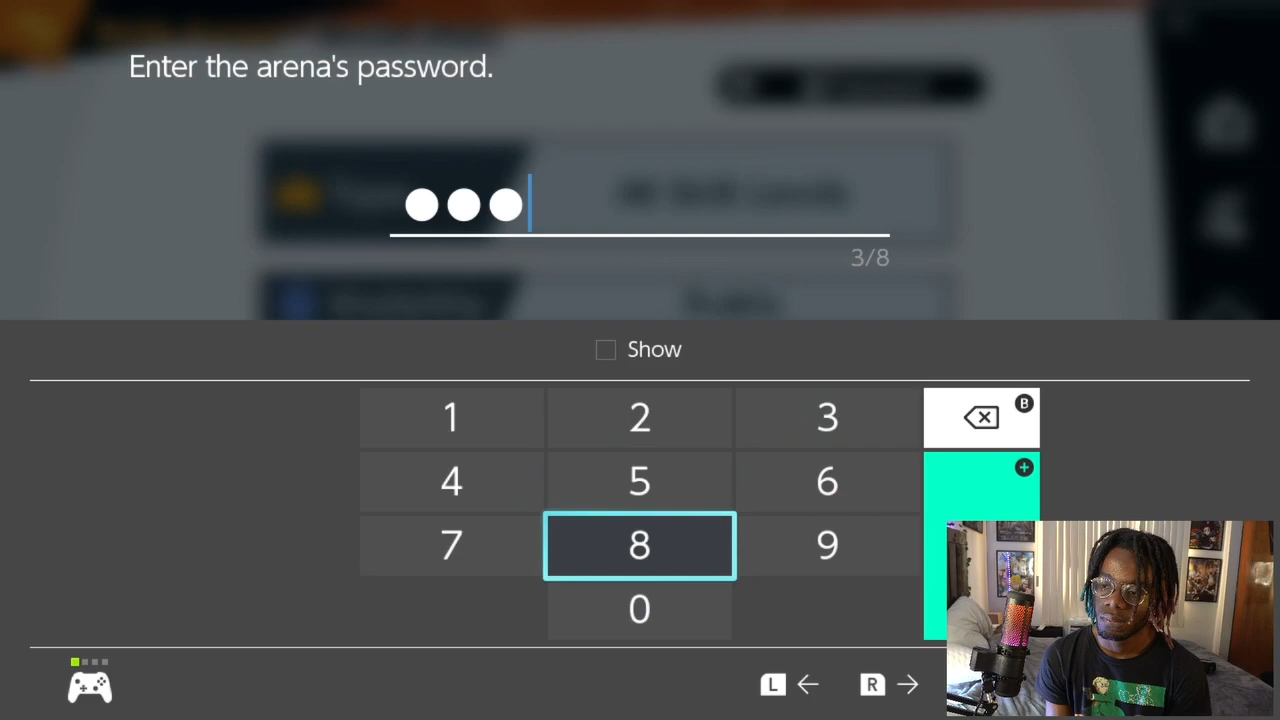 Enter the arena's password.
3/8
Show
1 2 3 B
4 5 6 +
7 8 9
0
L R